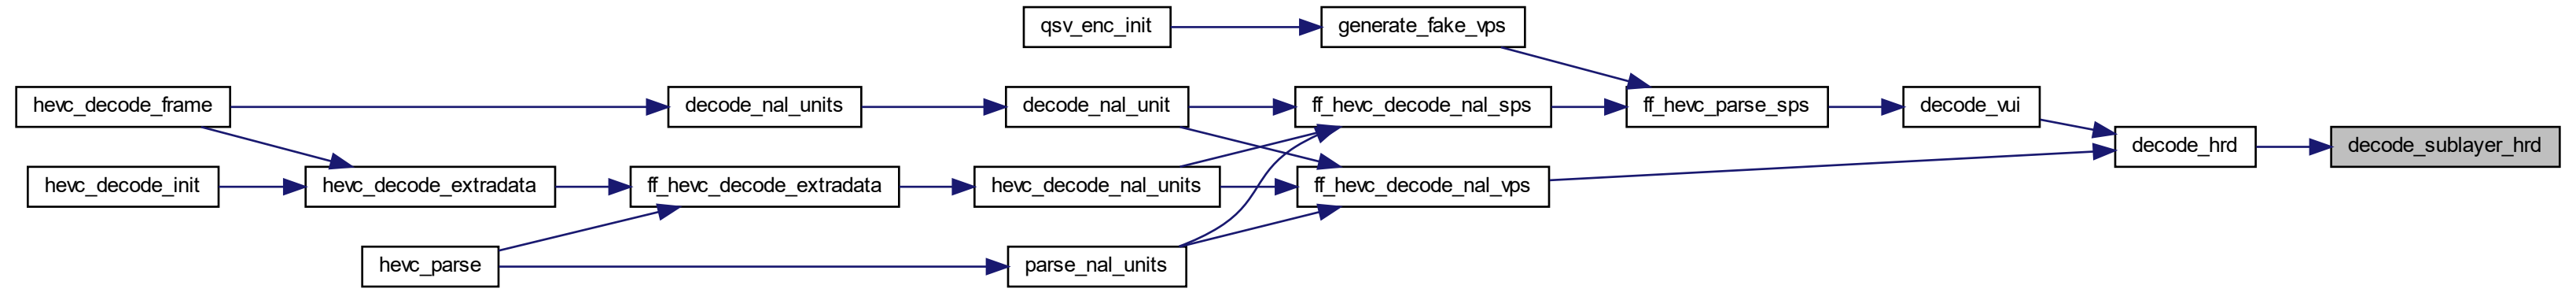 qsv_enc_init
generate_fake_vps
hevc_decode_frame
decode_nal_units
decode_nal_unit
ff_hevc_decode_nal_sps
ff_hevc_parse_sps
decode_vui
decode_hrd
decode_sublayer_hrd
hevc_decode_init
hevc_decode_extradata
ff_hevc_decode_extradata
hevc_decode_nal_units
ff_hevc_decode_nal_vps
hevc_parse
parse_nal_units